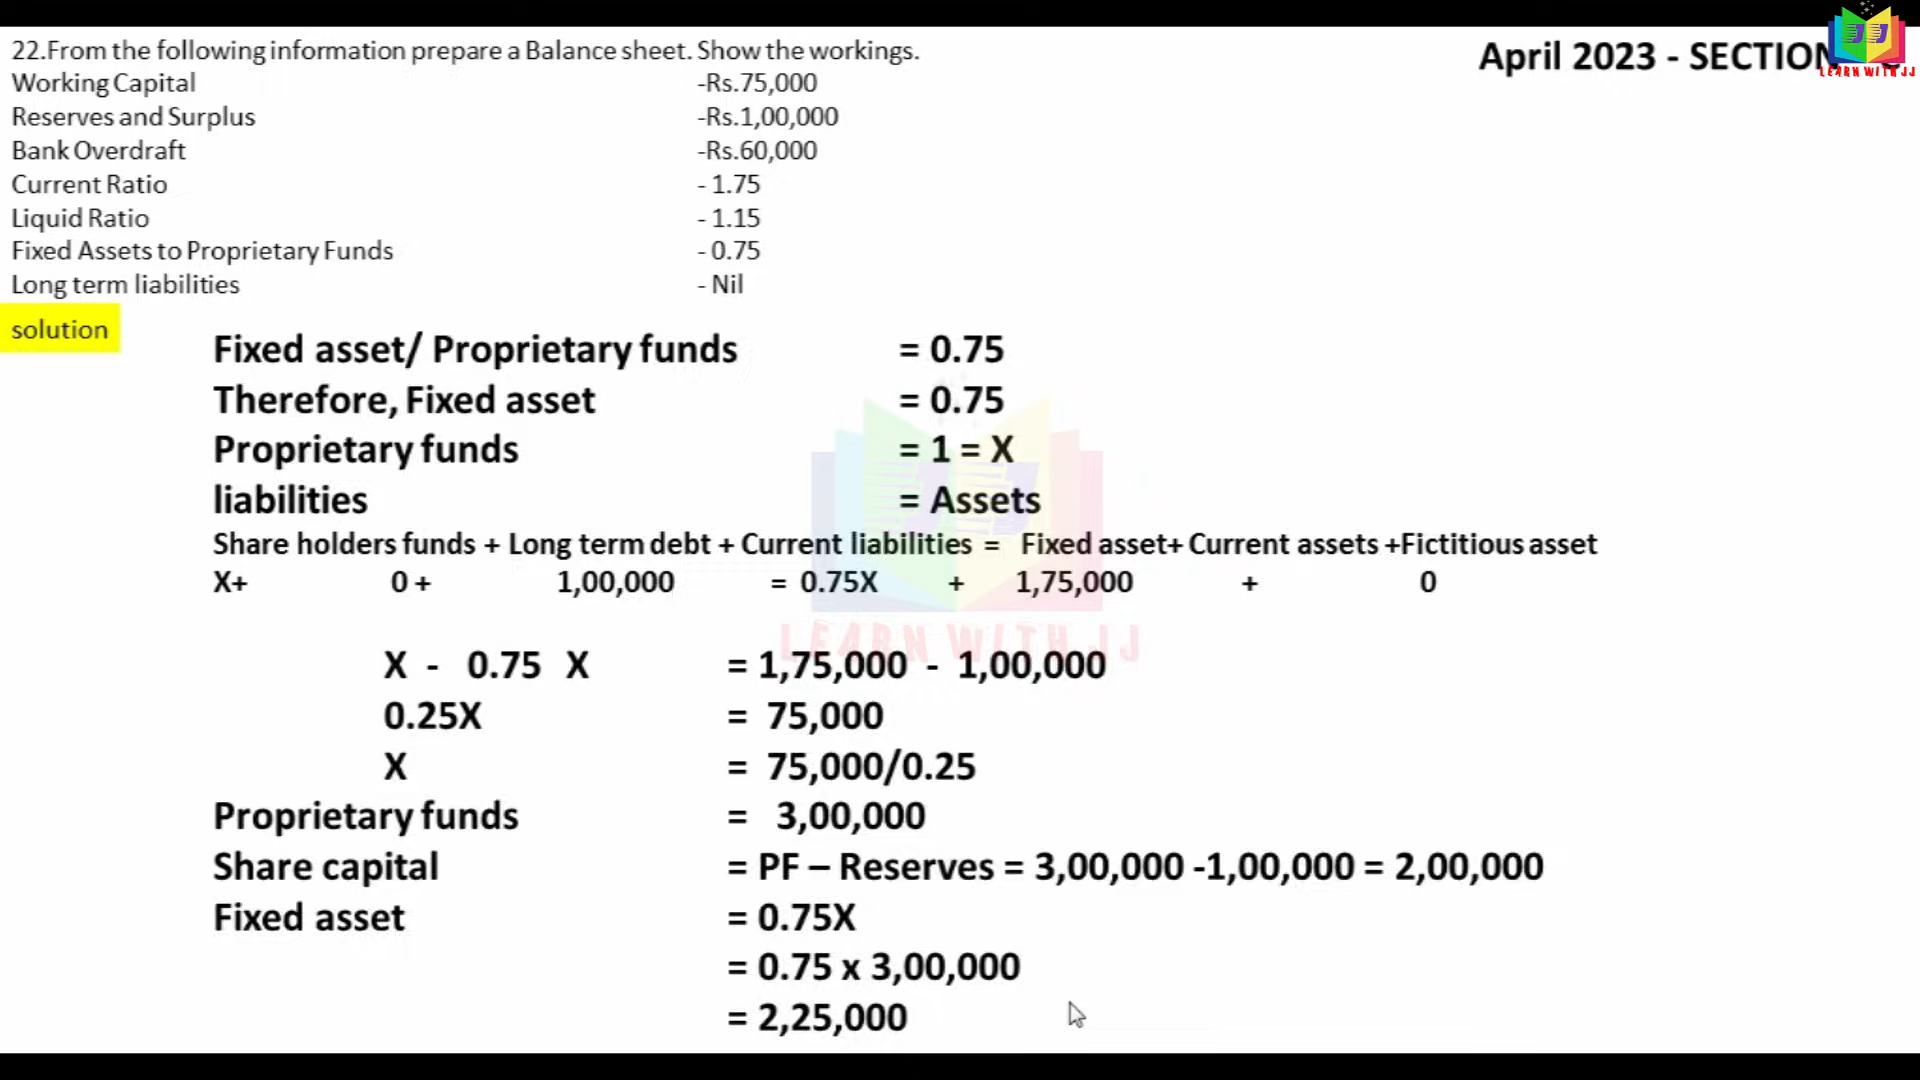 22.From the following information prepare a Balance sheet. Show the workings.
April 2023 - SECTION
LEARN WITH JJ
Working Capital -Rs.75,000
Reserves and Surplus -Rs.1,00,000
Bank Overdraft -Rs.60,000
Current Ratio - 1.75
Liquid Ratio - 1.15
Fixed Assets to Proprietary Funds - 0.75
Long term liabilities - Nil
solution
Fixed asset/ Proprietary funds = 0.75
Therefore, Fixed asset = 0.75
Proprietary funds = 1 = X
liabilities = Assets
Share holders funds + Long term debt + Current liabilities = Fixed asset+ Current assets +Fictitious asset
X+ 0 + 1,00,000 = 0.75X + 1,75,000 + 0
LEARN WITH JJ
X - 0.75 X = 1,75,000 - 1,00,000
0.25X = 75,000
X = 75,000/0.25
Proprietary funds = 3,00,000
Share capital = PF – Reserves = 3,00,000 -1,00,000 = 2,00,000
Fixed asset = 0.75X
= 0.75 x 3,00,000
= 2,25,000